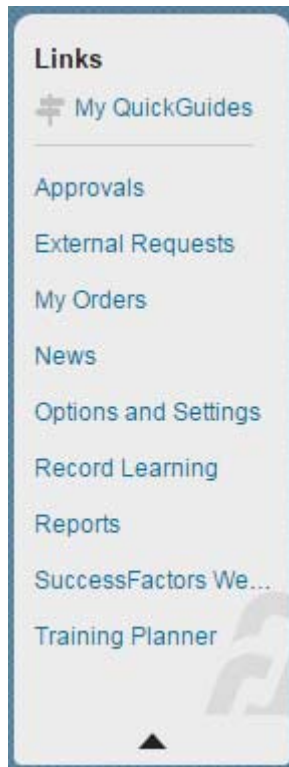 Links
My QuickGuides
Approvals
External Requests
My Orders
News
Options and Settings
Record Learning
Reports
SuccessFactors We...
Training Planner